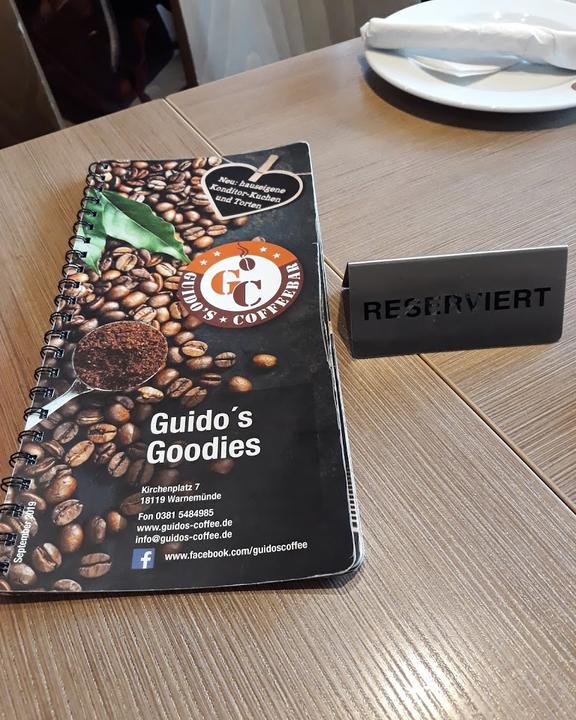 Neu: hauseigene
Konditor-Kuchen
und Torten
G C
GUIDO'S ★ COFFEEBAR
RESERVIERT
Guido´s
Goodies
Kirchenplatz 7
18119 Warnemünde
Fon 0381 5484985
www.guidos-coffee.de
info@guidos-coffee.de
f www.facebook.com/guidoscoffee
September 2019